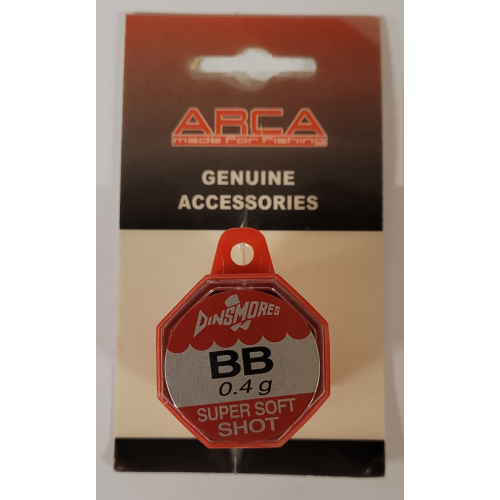 ARCA
made for fishing
GENUINE
ACCESSORIES
DINSMORES
BB
0.4g
SUPER SOFT
SHOT